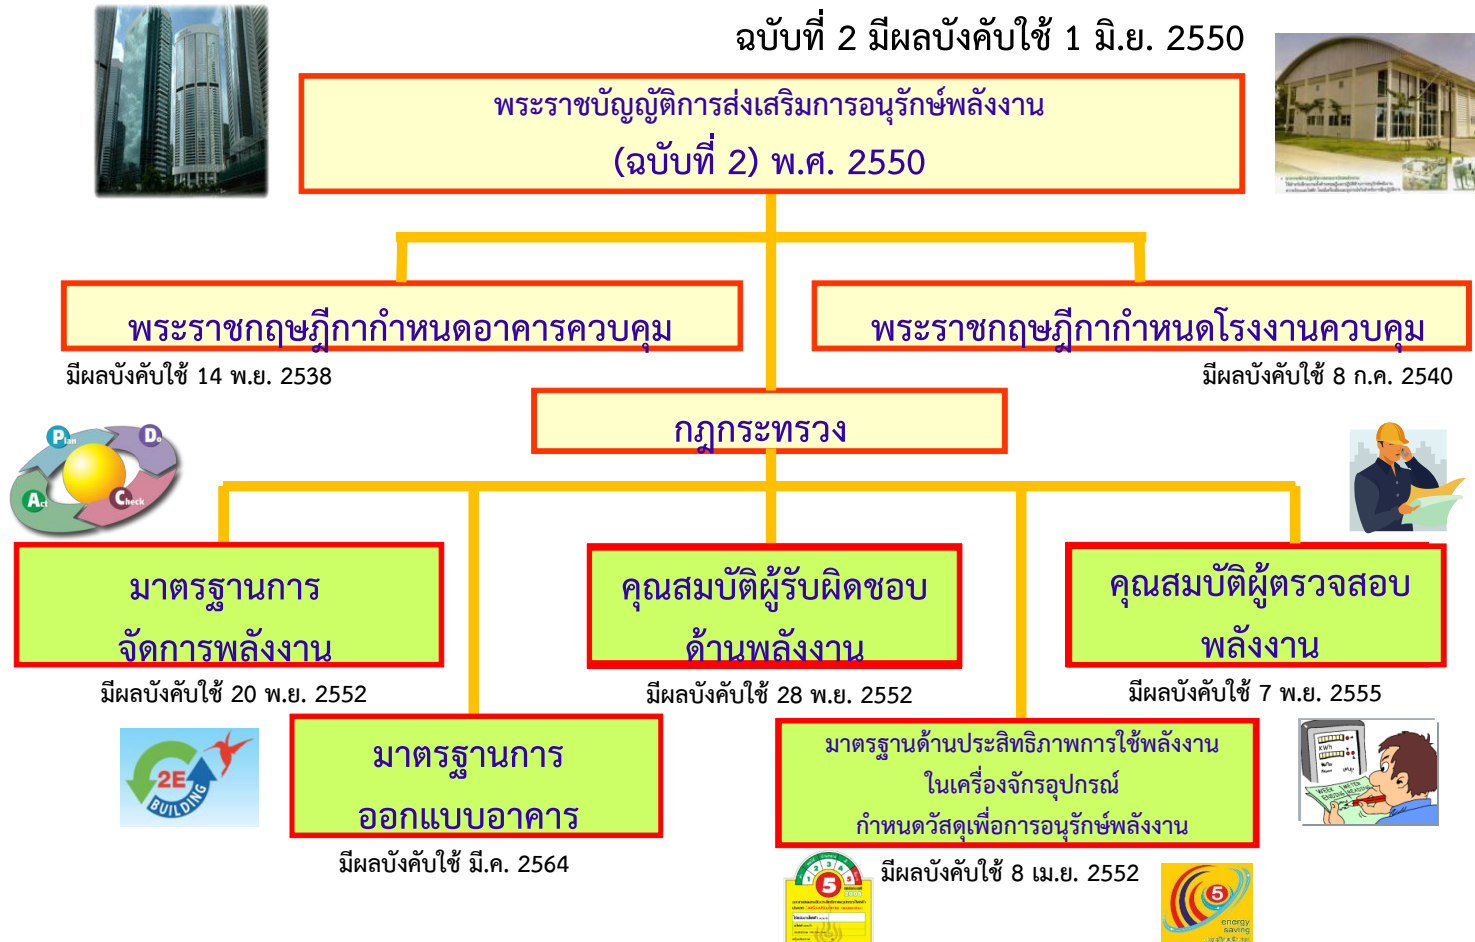 ฉบับที่ 2 มีผลบังคับใช้ 1 มิ.ย. 2550
พระราชบัญญัติการส่งเสริมการอนุรักษ์พลังงาน
(ฉบับที่ 2) พ.ศ. 2550
พระราชกฤษฎีกากำหนดอาคารควบคุม
พระราชกฤษฎีกากำหนดโรงงานควบคุม
มีผลบังคับใช้ 14 พ.ย. 2538
มีผลบังคับใช้ 8 ก.ค. 2540
กฎกระทรวง
Plan
Do
Act
Check
มาตรฐานการ
จัดการพลังงาน
คุณสมบัติผู้รับผิดชอบ
ด้านพลังงาน
คุณสมบัติผู้ตรวจสอบ
พลังงาน
มีผลบังคับใช้ 20 พ.ย. 2552
มีผลบังคับใช้ 28 พ.ย. 2552
มีผลบังคับใช้ 7 พ.ย. 2555
2E
BUILDING
มาตรฐานการ
ออกแบบอาคาร
มาตรฐานด้านประสิทธิภาพการใช้พลังงาน
ในเครื่องจักรอุปกรณ์
กำหนดวัสดุเพื่อการอนุรักษ์พลังงาน
KWh
WEEK METER
ENDING READING
มีผลบังคับใช้ มี.ค. 2564
มีผลบังคับใช้ 8 เม.ย. 2552
1 2 3 4 5
5
5
energy
saving